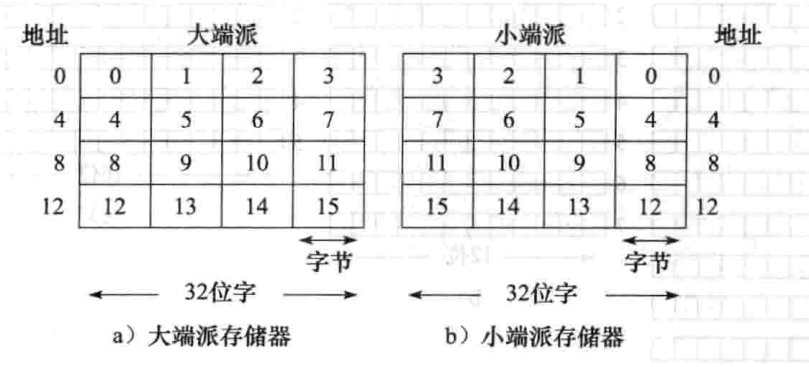 地址 大端派 小端派 地址
0 0 1 2 3 3 2 1 0 0
4 4 5 6 7 7 6 5 4 4
8 8 9 10 11 11 10 9 8 8
12 12 13 14 15 15 14 13 12 12
字节 字节
32位字 32位字
a）大端派存储器 b）小端派存储器